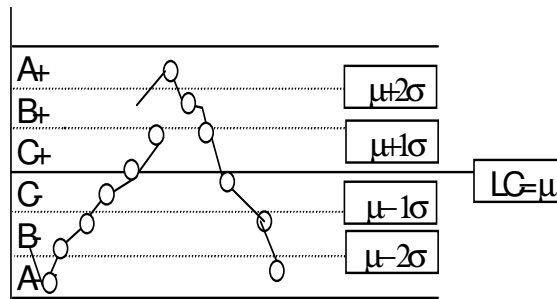 A+
μ+2σ
B+
μ+1σ
C+
LC=μ
C-
μ-1σ
B-
μ-2σ
A-